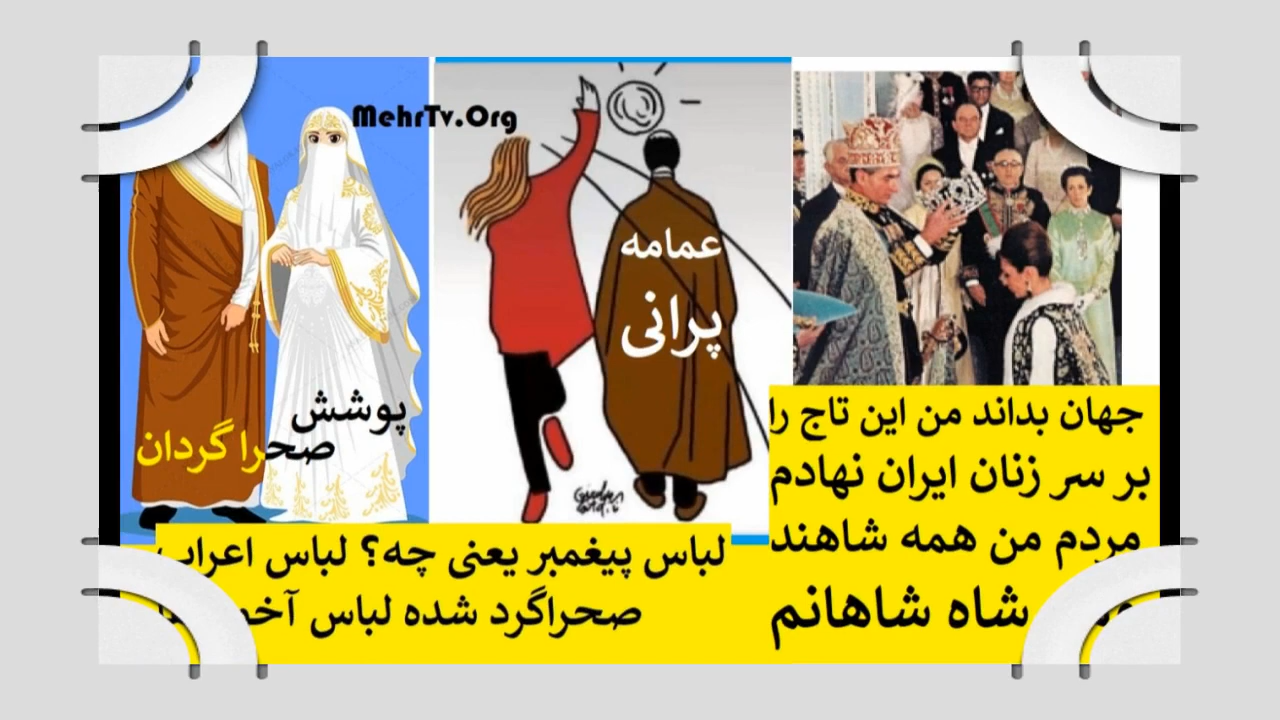 MehrTv.Org
عمامه
پرانی
پوشش
صحرا گردان
جهان بداند من این تاج را
بر سر زنان ایران نهادم
مردم من همه شاهند
شاه شاهانم
لباس پیغمبر یعنی چه؟ لباس اعراب
صحراگرد شده لباس